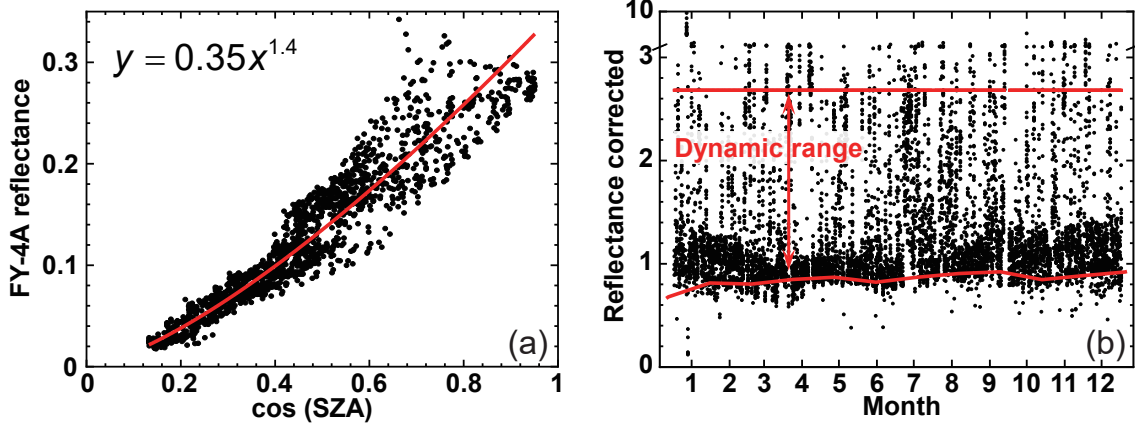 y = 0.35x^1.4
FY-4A reflectance
0.3
0.2
0.1
0
0 0.2 0.4 0.6 0.8 1
cos (SZA)
(a)
Reflectance corrected
10
3
2
1
0
Dynamic range
1 2 3 4 5 6 7 8 9 10 11 12
Month
(b)